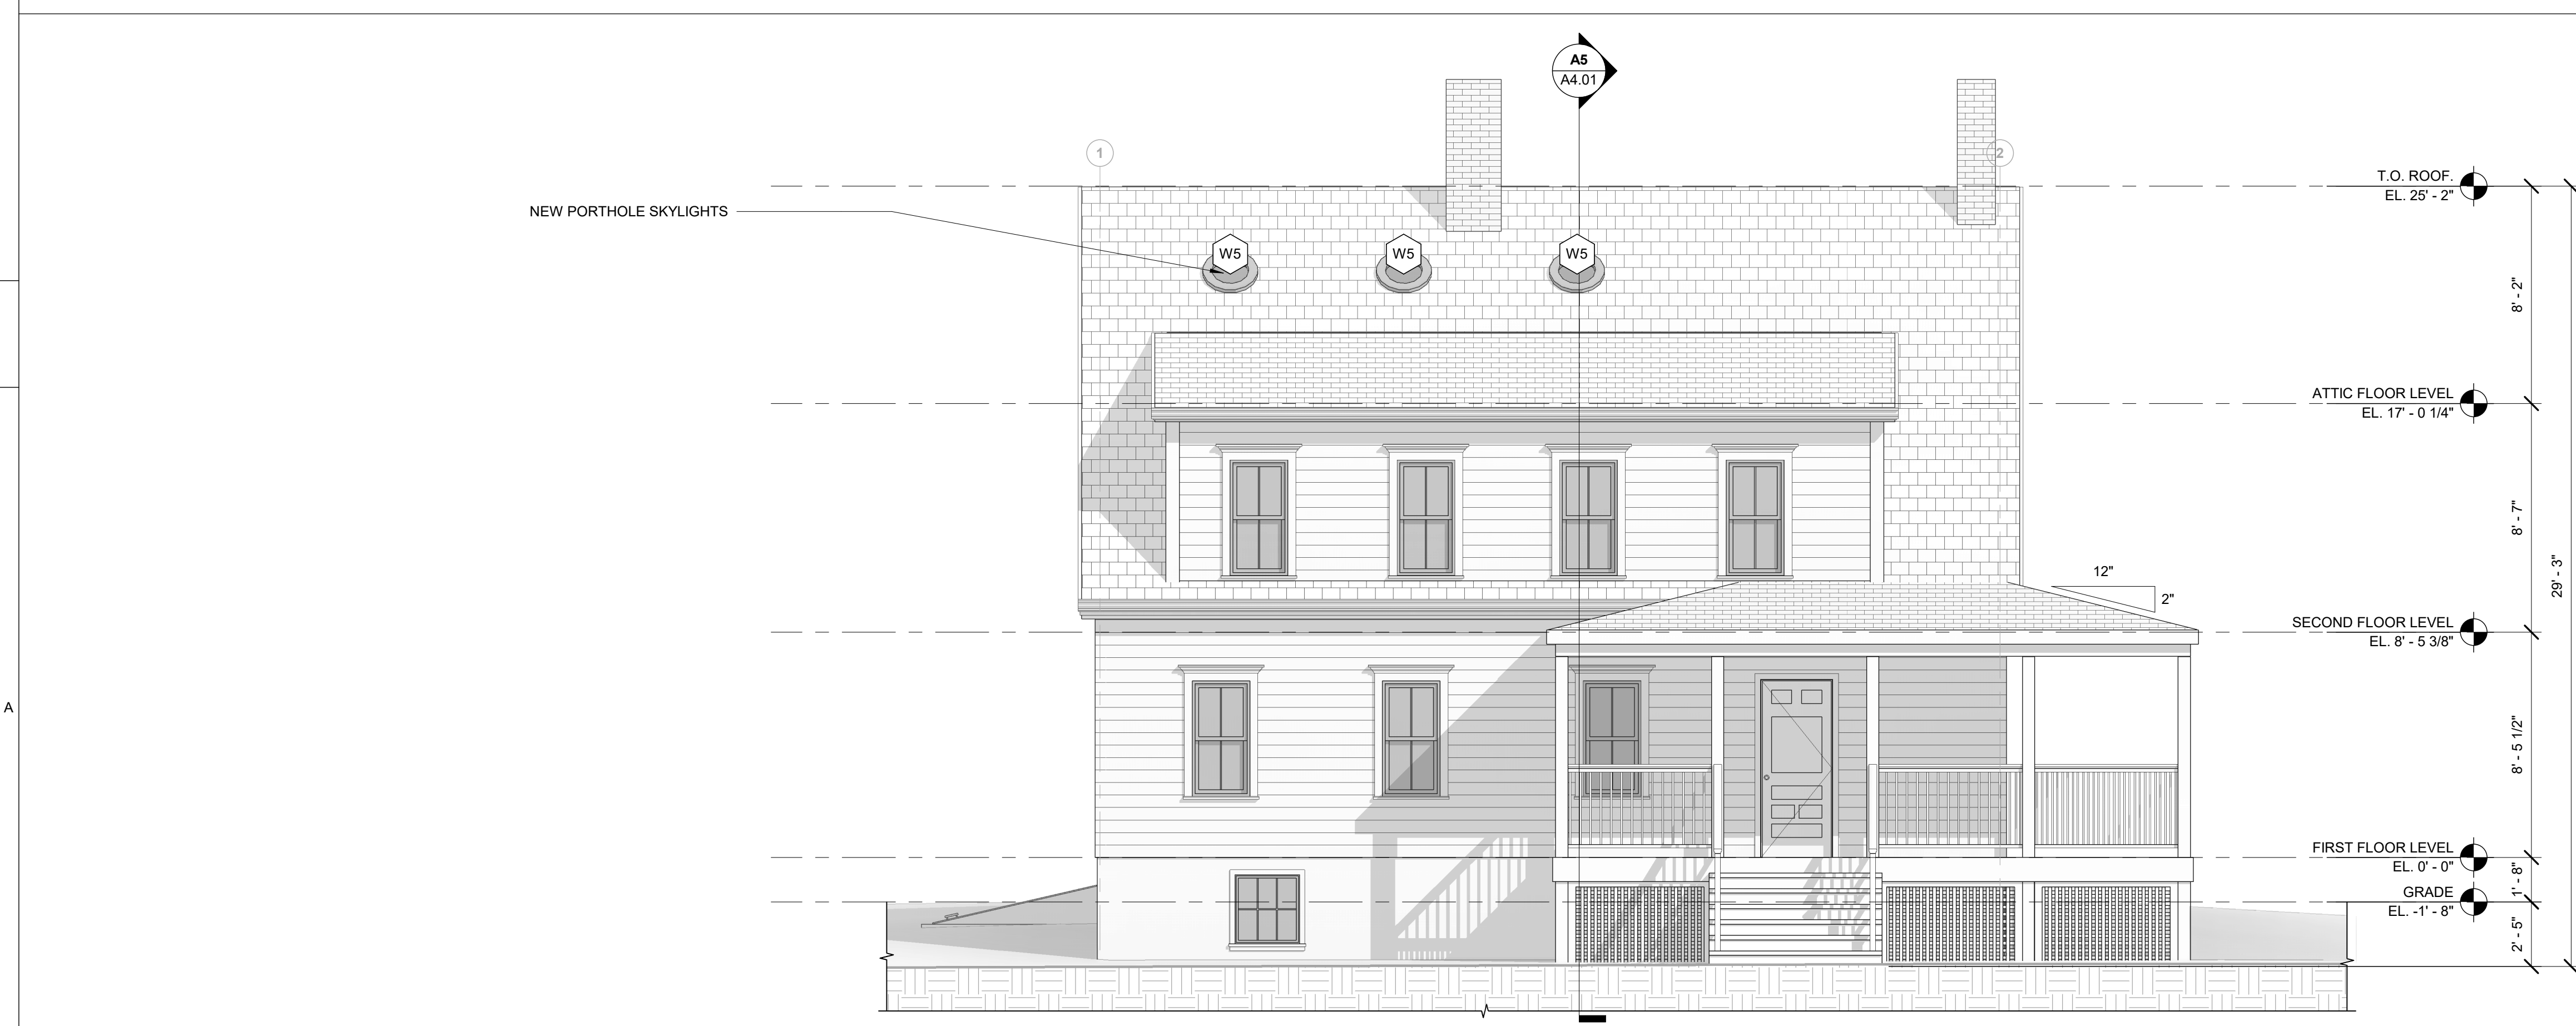 A5
A4.01
1
2
T.O. ROOF.
EL. 25' - 2"
NEW PORTHOLE SKYLIGHTS
W5
W5
W5
8' - 2"
ATTIC FLOOR LEVEL
EL. 17' - 0 1/4"
8' - 7"
12"
2"
29' - 3"
SECOND FLOOR LEVEL
EL. 8' - 5 3/8"
A
8' - 5 1/2"
FIRST FLOOR LEVEL
EL. 0' - 0"
1' - 8"
GRADE
EL. -1' - 8"
2' - 5"